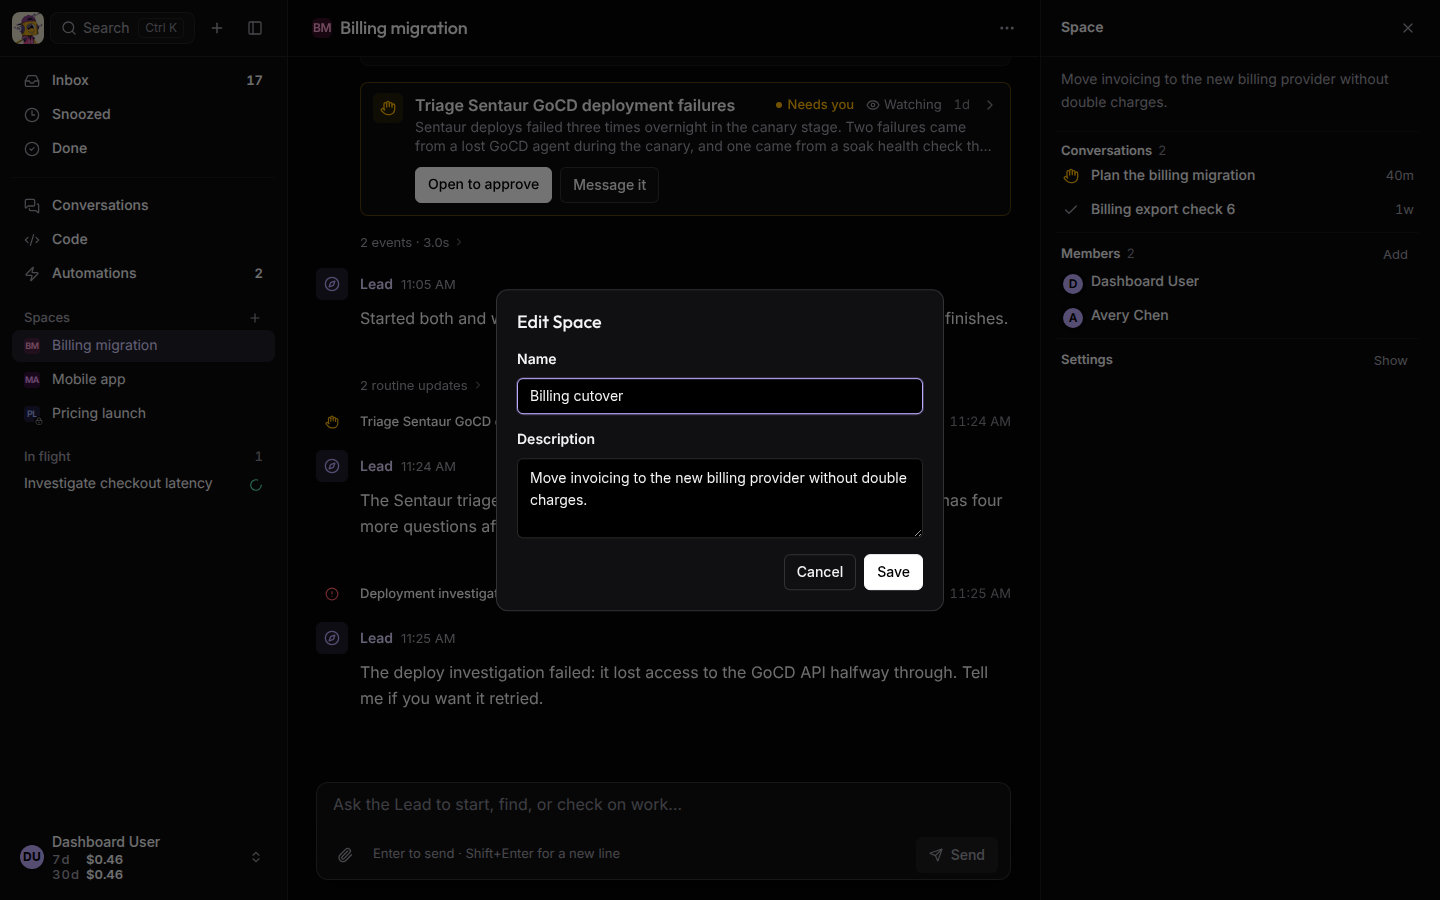 Search Ctrl K
Inbox 17
Snoozed
Done
Conversations
Code
Automations 2
Spaces
BM Billing migration
MA Mobile app
PL Pricing launch
In flight 1
Investigate checkout latency
DU Dashboard User
7d $0.46
30d $0.46
BM Billing migration
Triage Sentaur GoCD deployment failures Needs you Watching 1d
Sentaur deploys failed three times overnight in the canary stage. Two failures came
from a lost GoCD agent during the canary, and one came from a soak health check th...
Open to approve Message it
2 events · 3.0s
Lead 11:05 AM
Started both and finishes.
2 routine updates
Triage Sentaur GoCD 11:24 AM
Lead 11:24 AM
The Sentaur triage has four
more questions
Deployment 11:25 AM
Lead 11:25 AM
The deploy investigation failed: it lost access to the GoCD API halfway through. Tell
me if you want it retried.
Ask the Lead to start, find, or check on work...
Enter to send · Shift+Enter for a new line Send
Edit Space
Name
Billing cutover
Description
Move invoicing to the new billing provider without double
charges.
Cancel Save
Space
Move invoicing to the new billing provider without
double charges.
Conversations 2
Plan the billing migration 40m
Billing export check 6 1w
Members 2 Add
D Dashboard User
A Avery Chen
Settings Show